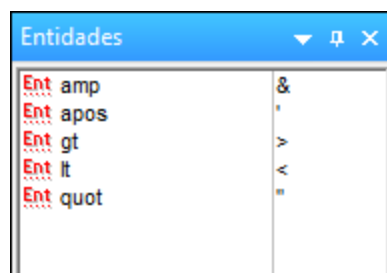 Entidades
Ent amp &
Ent apos '
Ent gt >
Ent lt <
Ent quot "